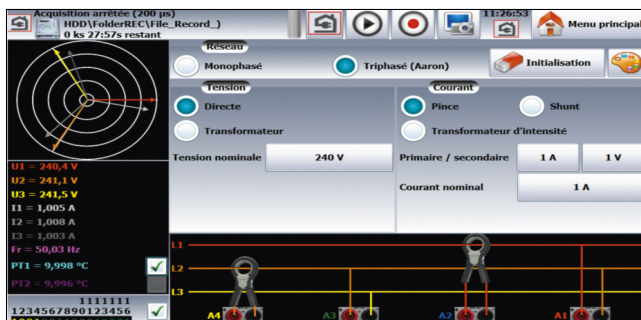 Acquisition arrêtée (200 µs)
HDD\FolderREC\File_Record_)
0 ks 27:57s restant
11:26:53
Menu principal
Réseau
Monophasé
Triphasé (Aaron)
Initialisation
Tension
Directe
Transformateur
Tension nominale
240 V
Courant
Pince
Shunt
Transformateur d'intensité
Primaire / secondaire
1 A
1 V
Courant nominal
1 A
U1 = 240,4 V
U2 = 241,1 V
U3 = 241,5 V
I1 = 1,005 A
I2 = 1,008 A
I3 = 1,003 A
Fr = 50,03 Hz
PT1 = 9,998 °C
PT2 = 9,996 °C
1111111
1234567890123456
L1
L2
L3
A4
A3
A2
A1